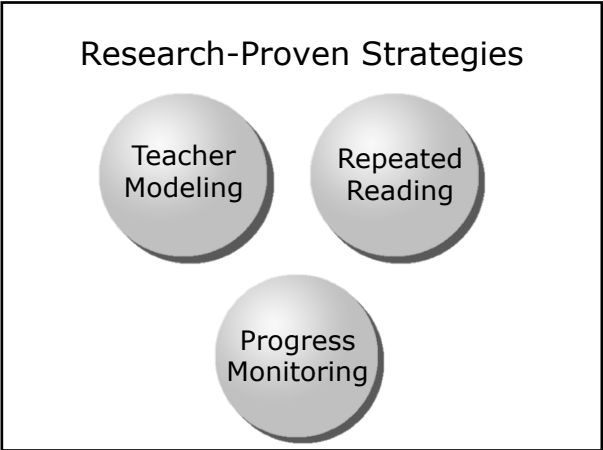 Research-Proven Strategies
Teacher
Modeling
Repeated
Reading
Progress
Monitoring